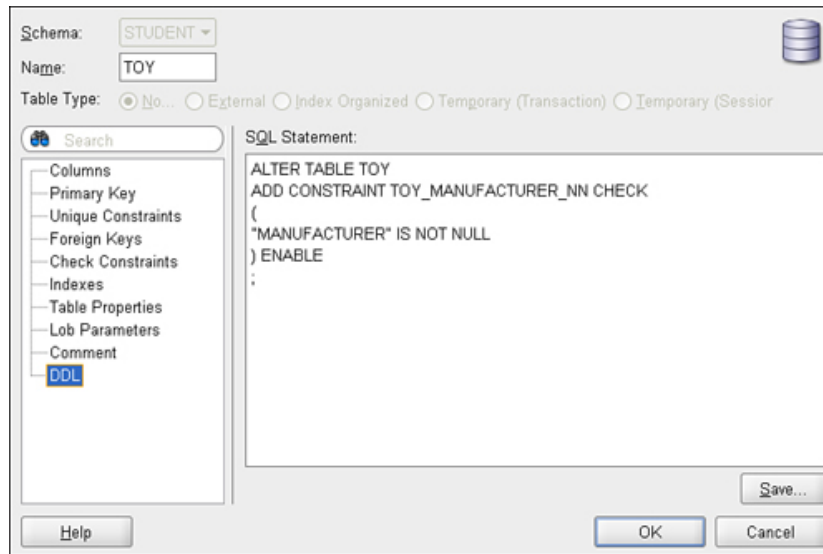 Schema: STUDENT
Name: TOY
Table Type: No... External Index Organized Temporary (Transaction) Temporary (Session
Search
Columns
Primary Key
Unique Constraints
Foreign Keys
Check Constraints
Indexes
Table Properties
Lob Parameters
Comment
DDL
SQL Statement:
ALTER TABLE TOY
ADD CONSTRAINT TOY_MANUFACTURER_NN CHECK
(
"MANUFACTURER" IS NOT NULL
) ENABLE
;
Save...
Help OK Cancel